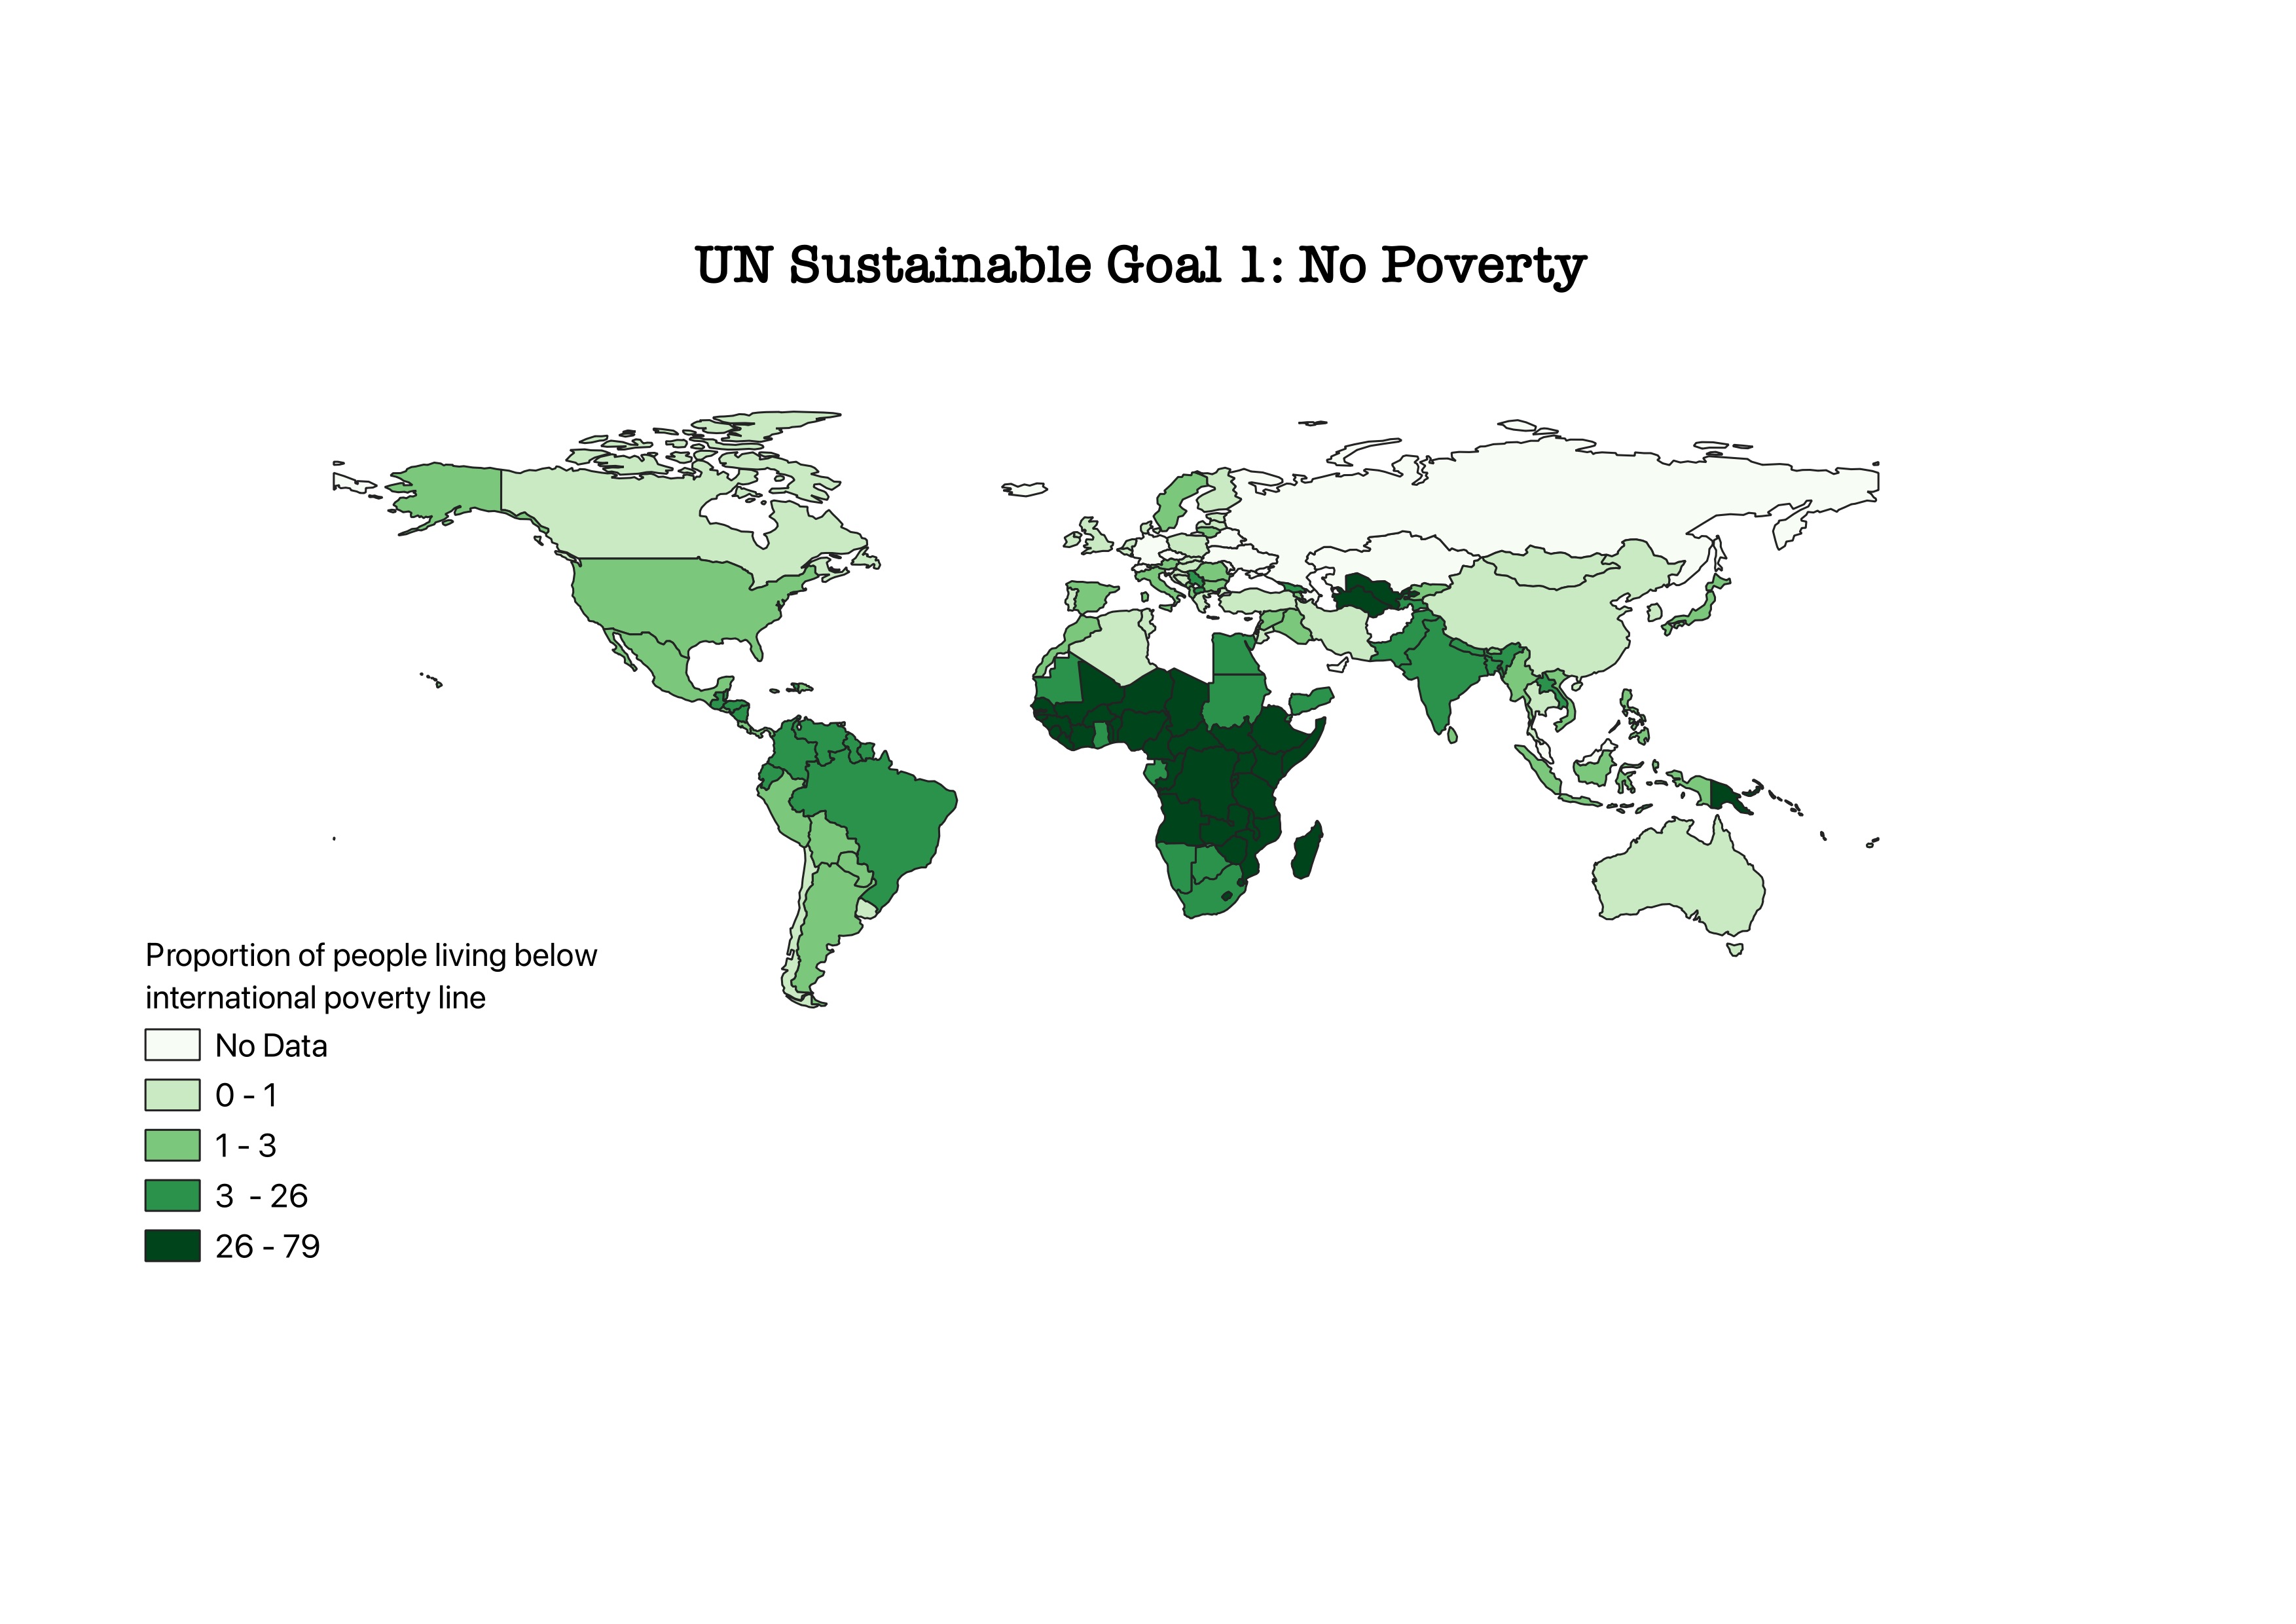 UN Sustainable Goal 1: No Poverty
Proportion of people living below
international poverty line
No Data
0 - 1
1 - 3
3  - 26
26 - 79